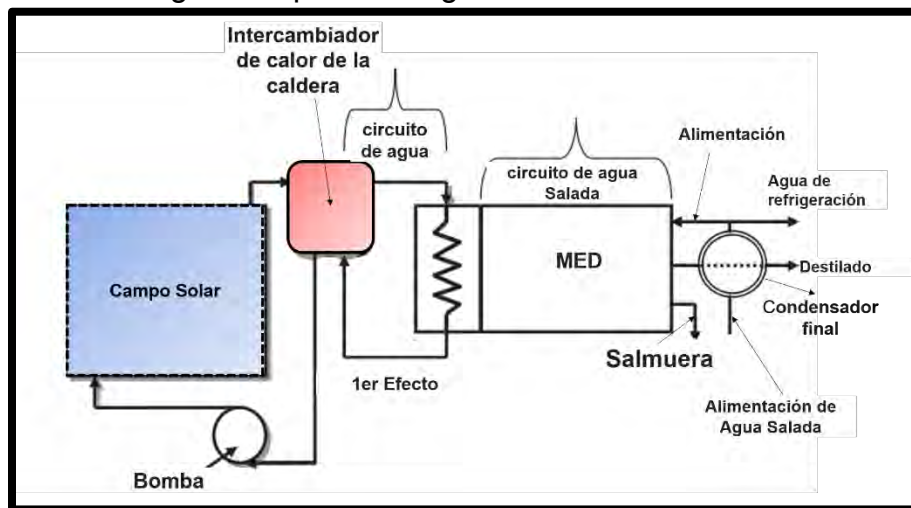 Intercambiador
de calor de la
caldera
circuito
de agua
circuito de agua
Salada
Alimentación
Agua de
refrigeración
Campo Solar
MED
Destilado
Condensador
final
Salmuera
1er Efecto
Alimentación de
Agua Salada
Bomba